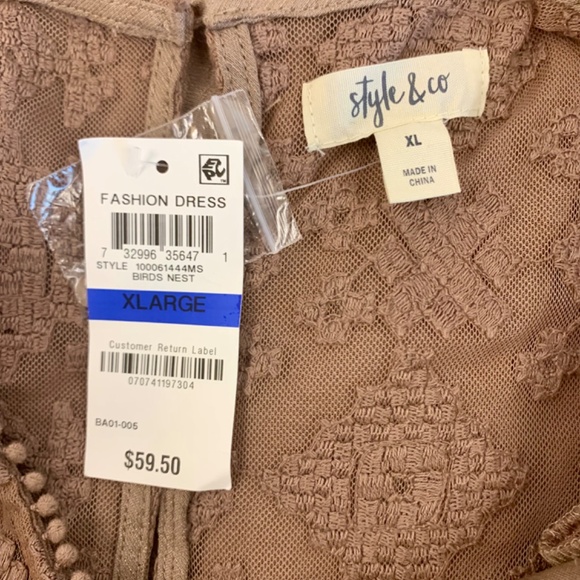 FASHION DRESS
7 32996 35647 1
STYLE 100061444MS
BIRDS NEST
XLARGE
Customer Return Label
070741197304
BA01-005
$59.50
style & co
XL
MADE IN
CHINA